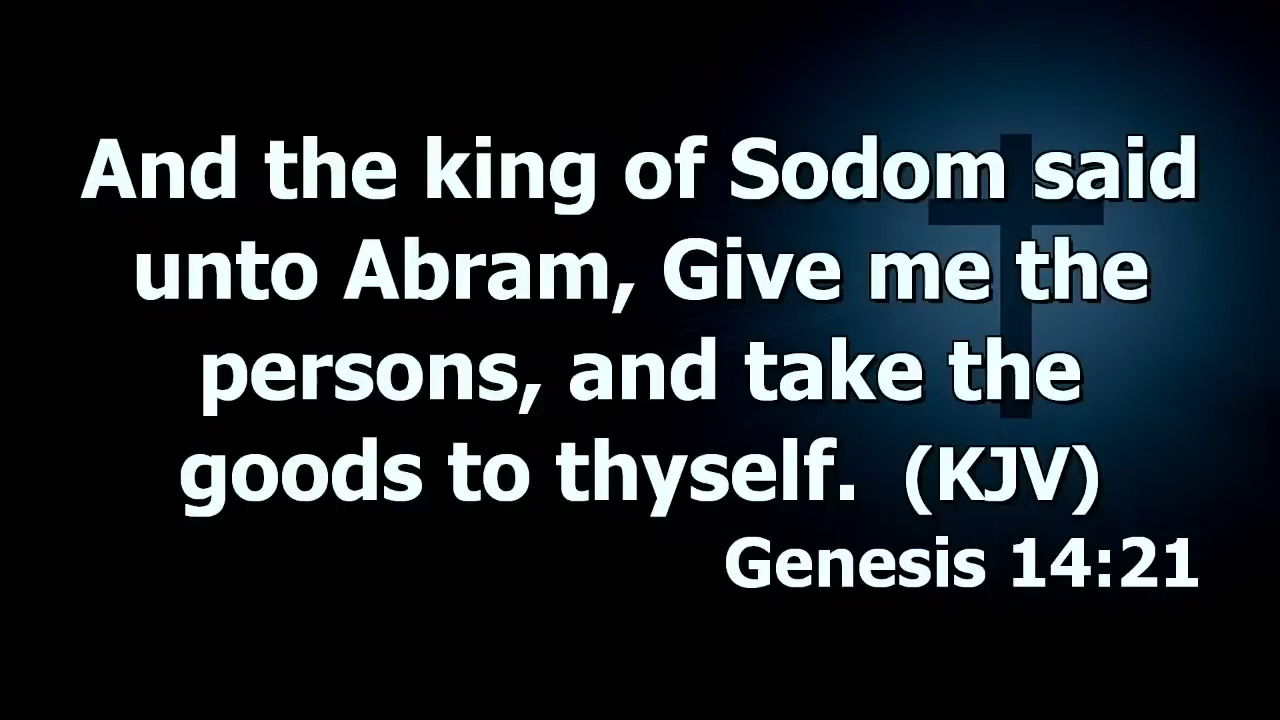 And the king of Sodom said
unto Abram, Give me the
persons, and take the
goods to thyself.  (KJV)
Genesis 14:21